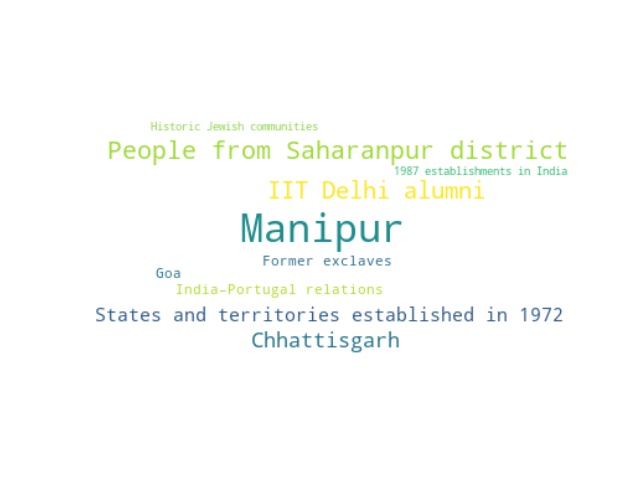 Historic Jewish communities
People from Saharanpur district
1987 establishments in India
IIT Delhi alumni
Manipur
Former exclaves
Goa
India–Portugal relations
States and territories established in 1972
Chhattisgarh